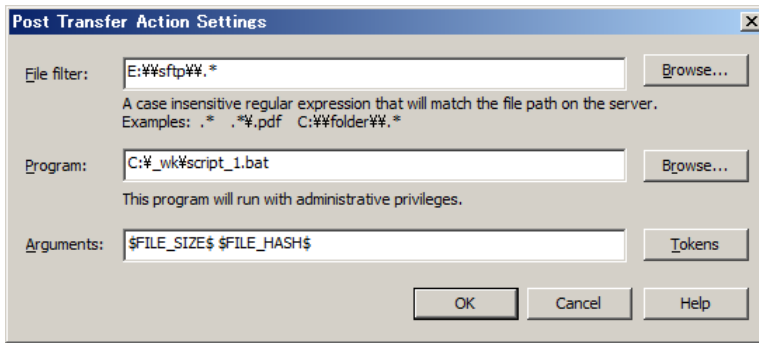 Post Transfer Action Settings
File filter: E:¥¥sftp¥¥.* Browse...
A case insensitive regular expression that will match the file path on the server.
Examples: .* .*¥.pdf C:¥¥folder¥¥.*
Program: C:¥_wk¥script_1.bat Browse...
This program will run with administrative privileges.
Arguments: $FILE_SIZE$ $FILE_HASH$ Tokens
OK Cancel Help